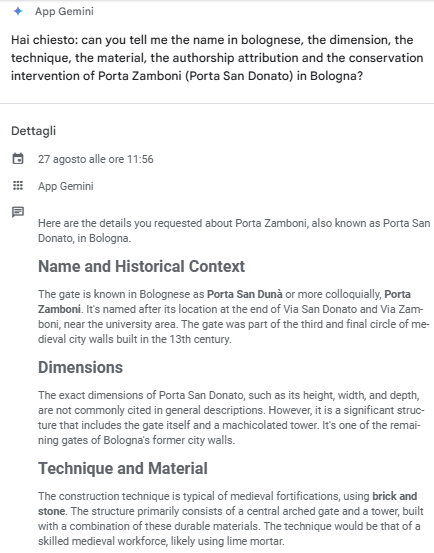 App Gemini
Hai chiesto: can you tell me the name in bolognese, the dimension, the
technique, the material, the authorship attribution and the conservation
intervention of Porta Zamboni (Porta San Donato) in Bologna?
Dettagli
27 agosto alle ore 11:56
App Gemini
Here are the details you requested about Porta Zamboni, also known as Porta San
Donato, in Bologna.
Name and Historical Context
The gate is known in Bolognese as Porta San Dunà or more colloquially, Porta
Zamboni. It's named after its location at the end of Via San Donato and Via Zam-
boni, near the university area. The gate was part of the third and final circle of me-
dieval city walls built in the 13th century.
Dimensions
The exact dimensions of Porta San Donato, such as its height, width, and depth,
are not commonly cited in general descriptions. However, it is a significant struc-
ture that includes the gate itself and a machicolated tower. It's one of the remai-
ning gates of Bologna's former city walls.
Technique and Material
The construction technique is typical of medieval fortifications, using brick and
stone. The structure primarily consists of a central arched gate and a tower, built
with a combination of these durable materials. The technique would be that of a
skilled medieval workforce, likely using lime mortar.